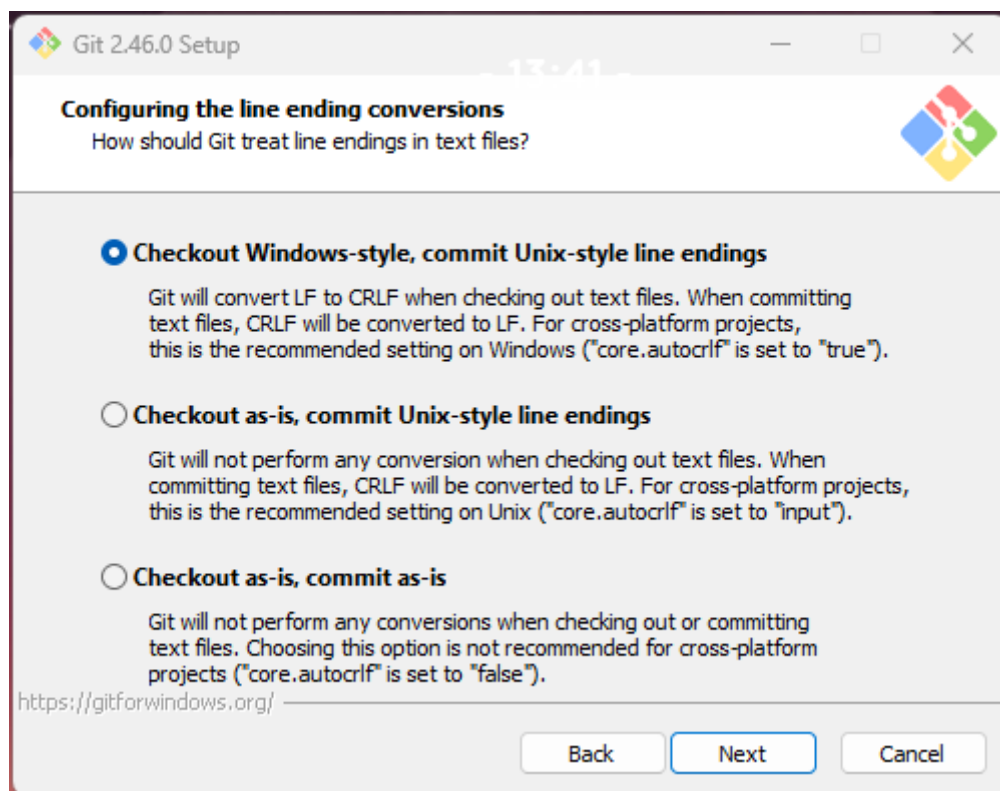 Git 2.46.0 Setup
- 13:41 -
Configuring the line ending conversions
How should Git treat line endings in text files?
Checkout Windows-style, commit Unix-style line endings
Git will convert LF to CRLF when checking out text files. When committing
text files, CRLF will be converted to LF. For cross-platform projects,
this is the recommended setting on Windows ("core.autocrlf" is set to "true").
Checkout as-is, commit Unix-style line endings
Git will not perform any conversion when checking out text files. When
committing text files, CRLF will be converted to LF. For cross-platform projects,
this is the recommended setting on Unix ("core.autocrlf" is set to "input").
Checkout as-is, commit as-is
Git will not perform any conversions when checking out or committing
text files. Choosing this option is not recommended for cross-platform
projects ("core.autocrlf" is set to "false").
https://gitforwindows.org/
Back Next Cancel